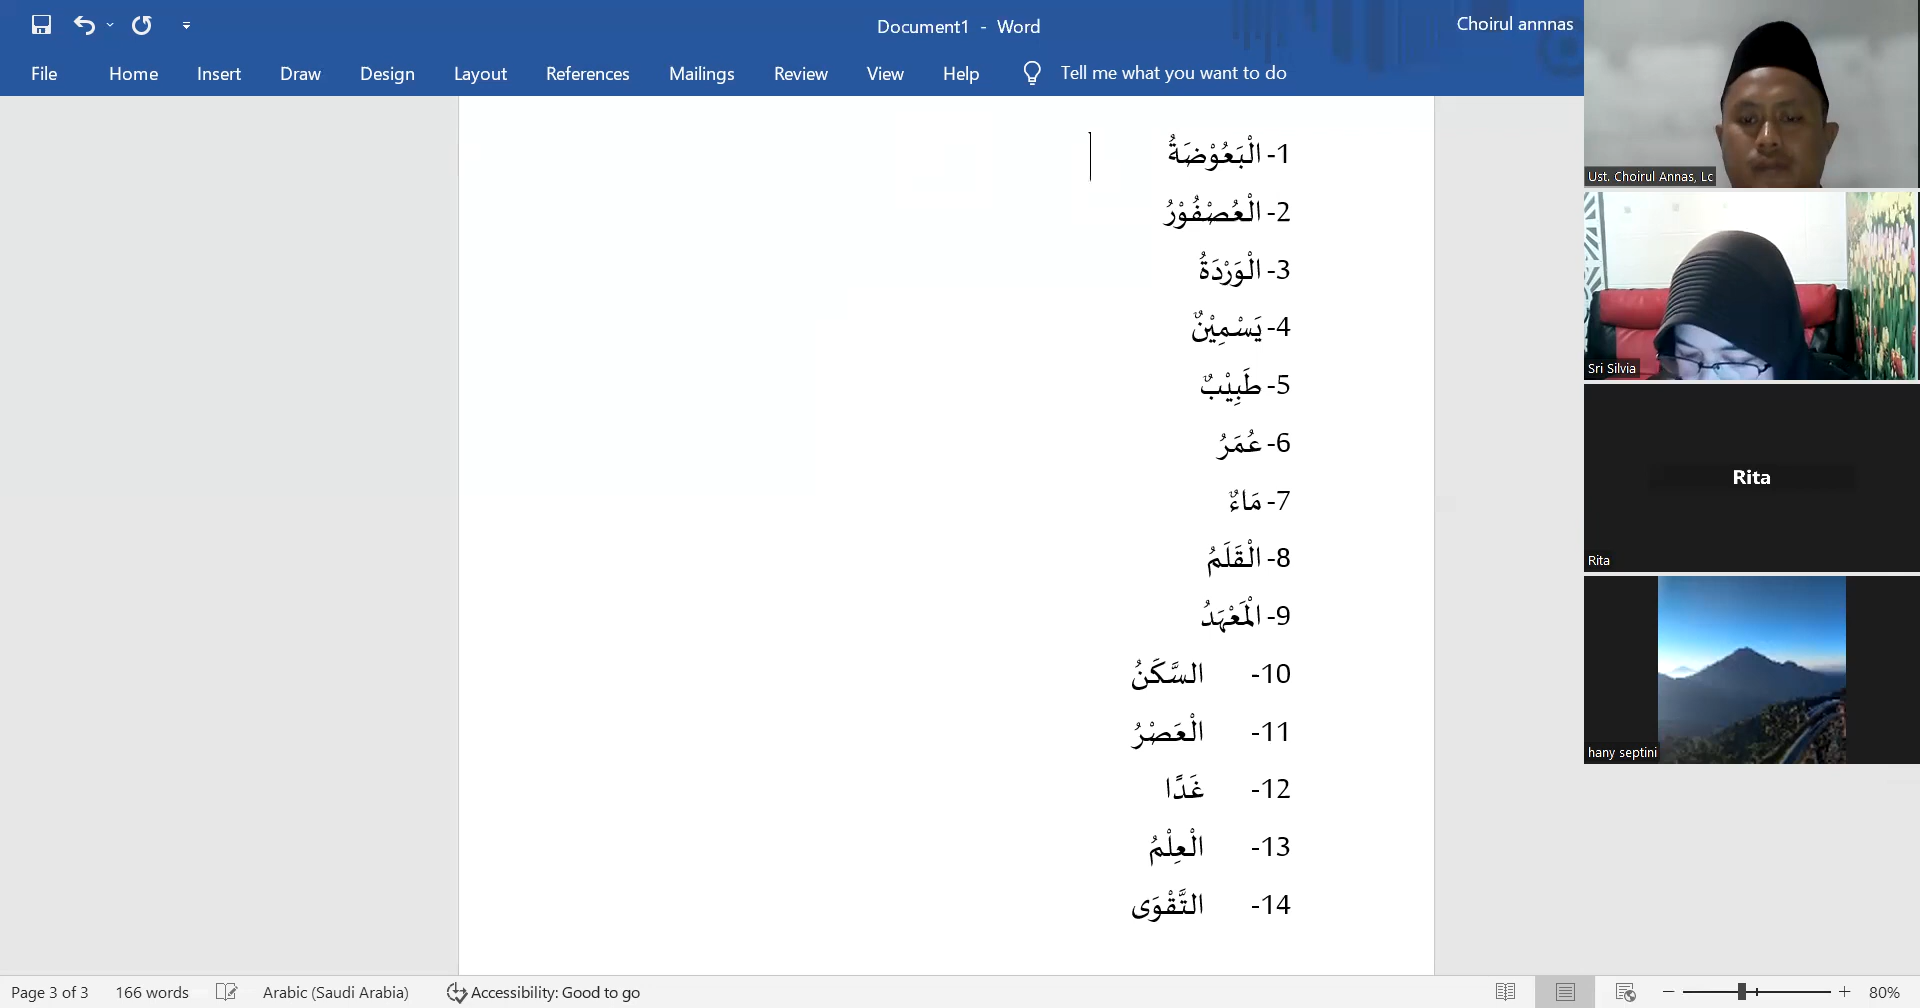 Document1 - Word
Choirul annnas
File Home Insert Draw Design Layout References Mailings Review View Help Tell me what you want to do
1- الْبَعُوْضَةُ
2- الْعُصْفُوْرُ
3- الْوَرْدَةُ
4- يَسْمِيْنٌ
5- طَبِيْبٌ
6- عُمَرُ
7- مَاءٌ
8- الْقَلَمُ
9- الْمَعْهَدُ
10- السَّكَنُ
11- الْعَصْرُ
12- غَدًا
13- الْعِلْمُ
14- التَّقْوَى
Ust. Choirul Annas, Lc
Sri Silvia
Rita
Rita
hany septini
Page 3 of 3 166 words Arabic (Saudi Arabia) Accessibility: Good to go 80%